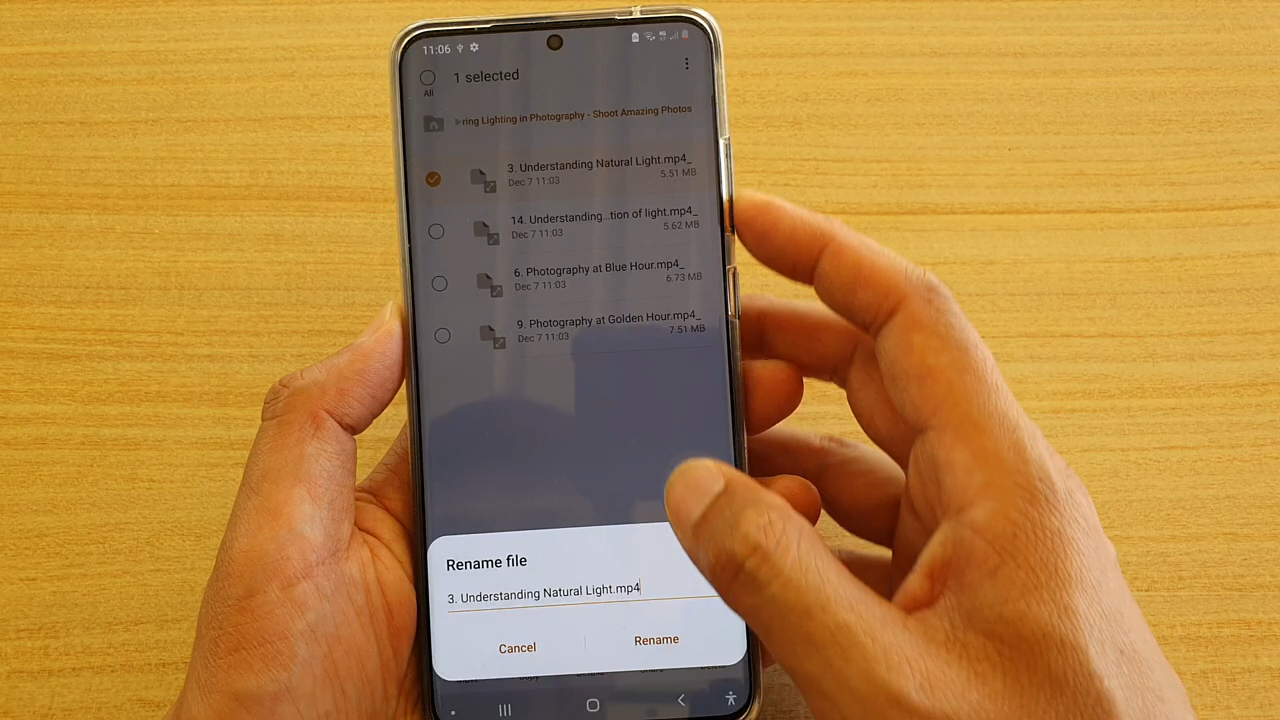 11:06
1 selected
All
ring Lighting in Photography - Shoot Amazing Photos
3. Understanding Natural Light.mp4_
Dec 7 11:03 5.51 MB
14. Understanding...tion of light.mp4_
Dec 7 11:03 5.62 MB
6. Photography at Blue Hour.mp4_
Dec 7 11:03 6.73 MB
9. Photography at Golden Hour.mp4_
Dec 7 11:03 7.51 MB
Rename file
3. Understanding Natural Light.mp4
Cancel Rename